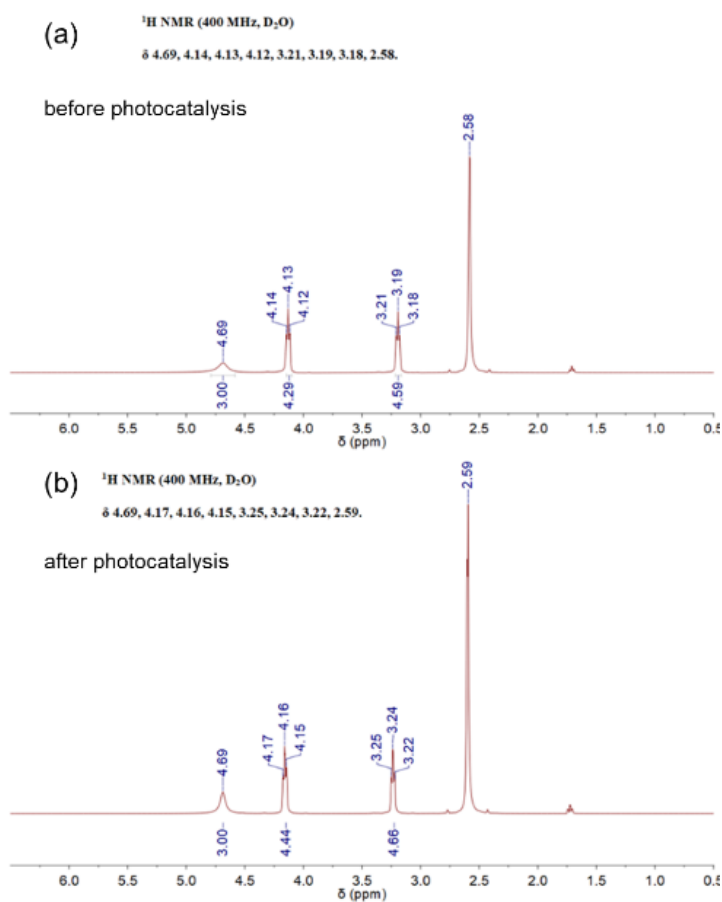 (a)
¹H NMR (400 MHz, D₂O)
δ 4.69, 4.14, 4.13, 4.12, 3.21, 3.19, 3.18, 2.58.
before photocatalysis
2.58
4.69
4.14
4.13
4.12
3.21
3.19
3.18
3.00
4.29
4.59
6.0 5.5 5.0 4.5 4.0 3.5 3.0 2.5 2.0 1.5 1.0 0.5
δ (ppm)
(b)
¹H NMR (400 MHz, D₂O)
δ 4.69, 4.17, 4.16, 4.15, 3.25, 3.24, 3.22, 2.59.
after photocatalysis
2.59
4.69
4.17
4.16
4.15
3.25
3.24
3.22
3.00
4.44
4.66
6.0 5.5 5.0 4.5 4.0 3.5 3.0 2.5 2.0 1.5 1.0 0.5
δ (ppm)